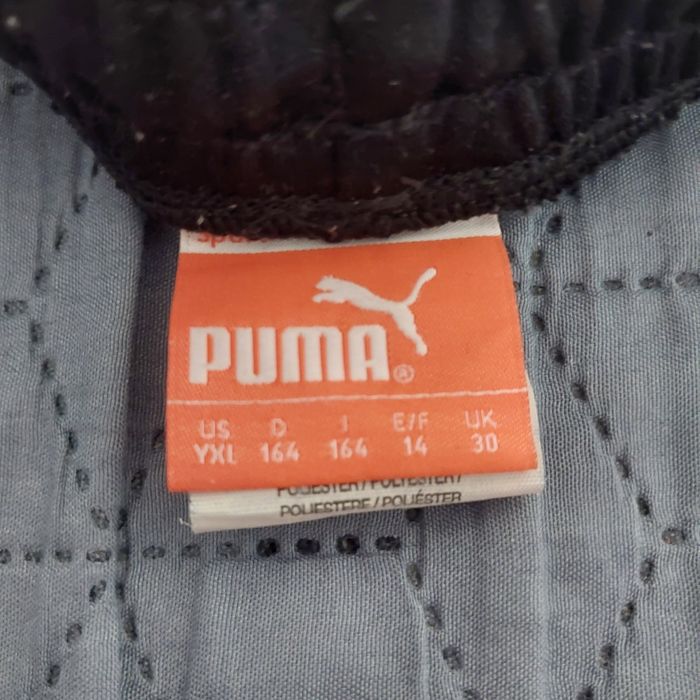 PUMA®
US D I E/F UK
YXL 164 164 14 30
POLIESTERE / POLIÉSTER